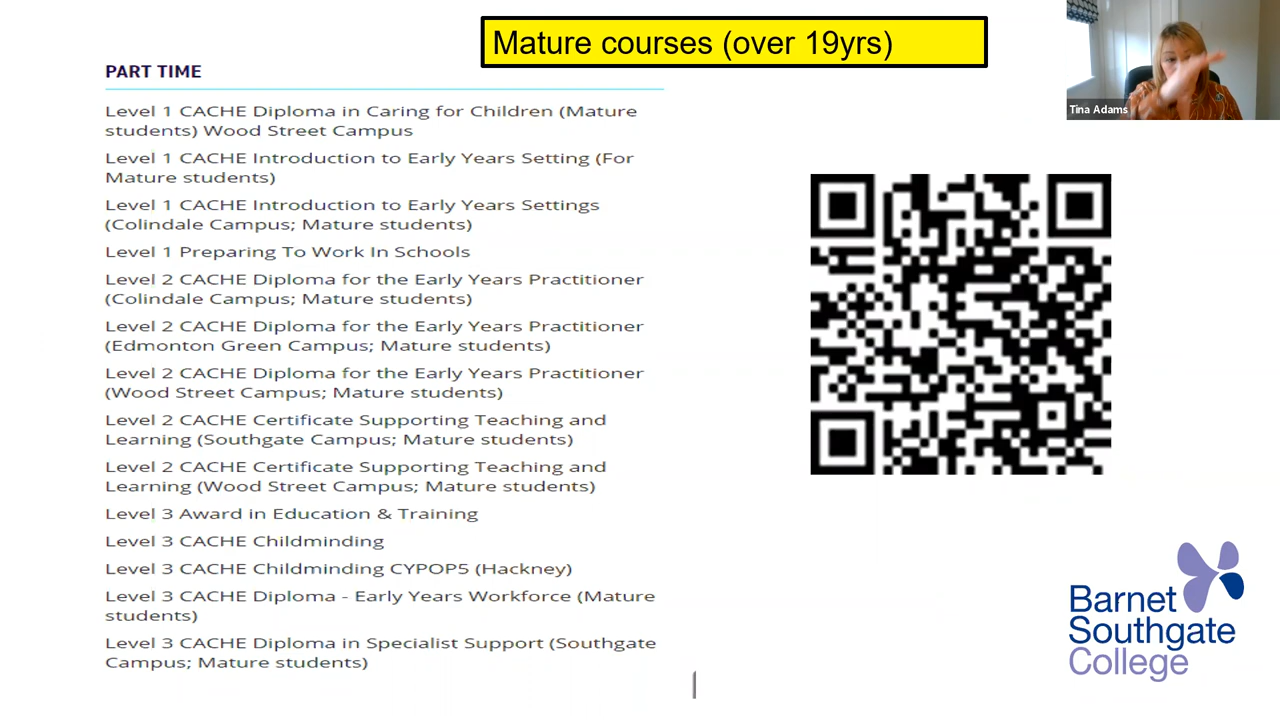 Mature courses (over 19yrs)
PART TIME
Level 1 CACHE Diploma in Caring for Children (Mature
students) Wood Street Campus
Level 1 CACHE Introduction to Early Years Setting (For
Mature students)
Level 1 CACHE Introduction to Early Years Settings
(Colindale Campus; Mature students)
Level 1 Preparing To Work In Schools
Level 2 CACHE Diploma for the Early Years Practitioner
(Colindale Campus; Mature students)
Level 2 CACHE Diploma for the Early Years Practitioner
(Edmonton Green Campus; Mature students)
Level 2 CACHE Diploma for the Early Years Practitioner
(Wood Street Campus; Mature students)
Level 2 CACHE Certificate Supporting Teaching and
Learning (Southgate Campus; Mature students)
Level 2 CACHE Certificate Supporting Teaching and
Learning (Wood Street Campus; Mature students)
Level 3 Award in Education & Training
Level 3 CACHE Childminding
Level 3 CACHE Childminding CYPOP5 (Hackney)
Level 3 CACHE Diploma - Early Years Workforce (Mature
students)
Level 3 CACHE Diploma in Specialist Support (Southgate
Campus; Mature students)
Tina Adams
Barnet
Southgate
College